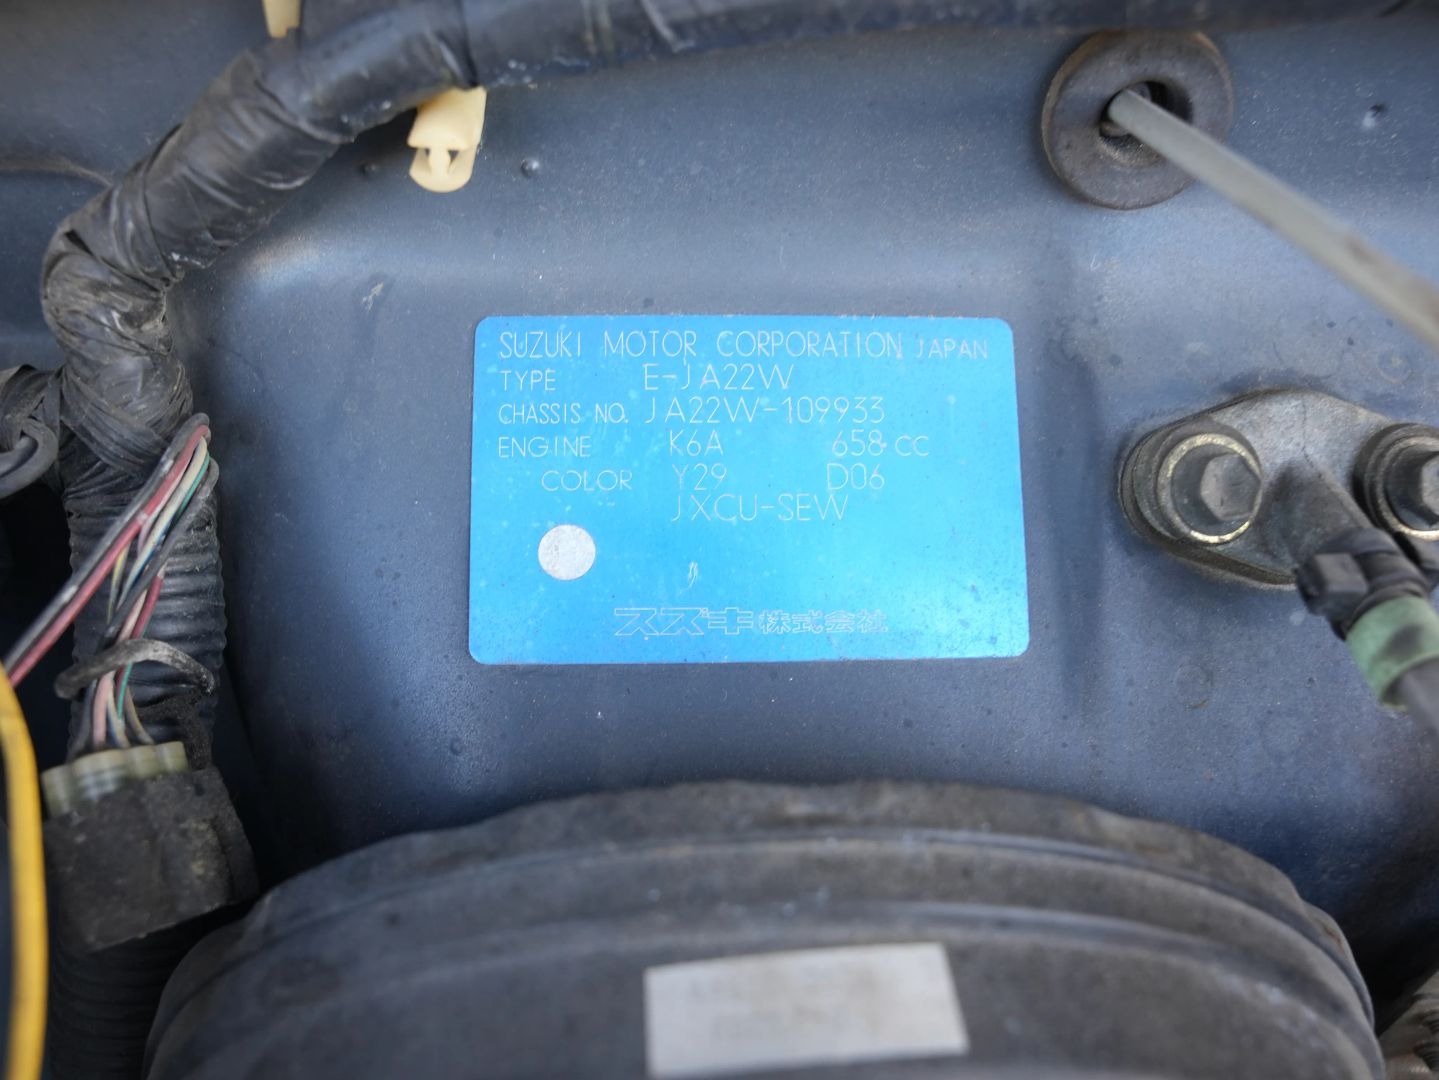 SUZUKI MOTOR CORPORATION JAPAN
TYPE E-JA22W
CHASSIS NO. JA22W-109933
ENGINE K6A 658 CC
COLOR Y29 D06
JXCU-SEW
スズキ株式会社